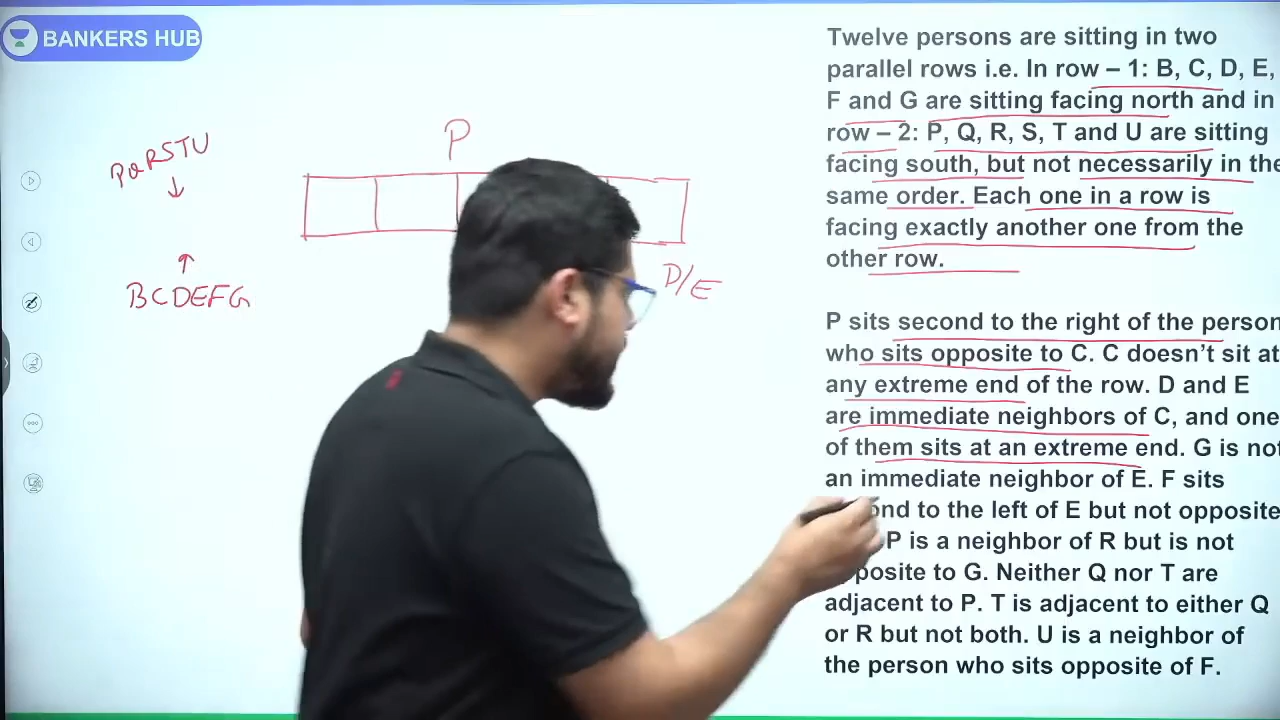 BANKERS HUB
PQRSTU
P
D/E
BCDEFG
Twelve persons are sitting in two
parallel rows i.e. In row – 1: B, C, D, E,
F and G are sitting facing north and in
row – 2: P, Q, R, S, T and U are sitting
facing south, but not necessarily in the
same order. Each one in a row is
facing exactly another one from the
other row.
P sits second to the right of the person
who sits opposite to C. C doesn't sit at
any extreme end of the row. D and E
are immediate neighbors of C, and one
of them sits at an extreme end. G is not
an immediate neighbor of E. F sits
to the left of E but not opposite
P is a neighbor of R but is not
to G. Neither Q nor T are
adjacent to P. T is adjacent to either Q
or R but not both. U is a neighbor of
the person who sits opposite of F.